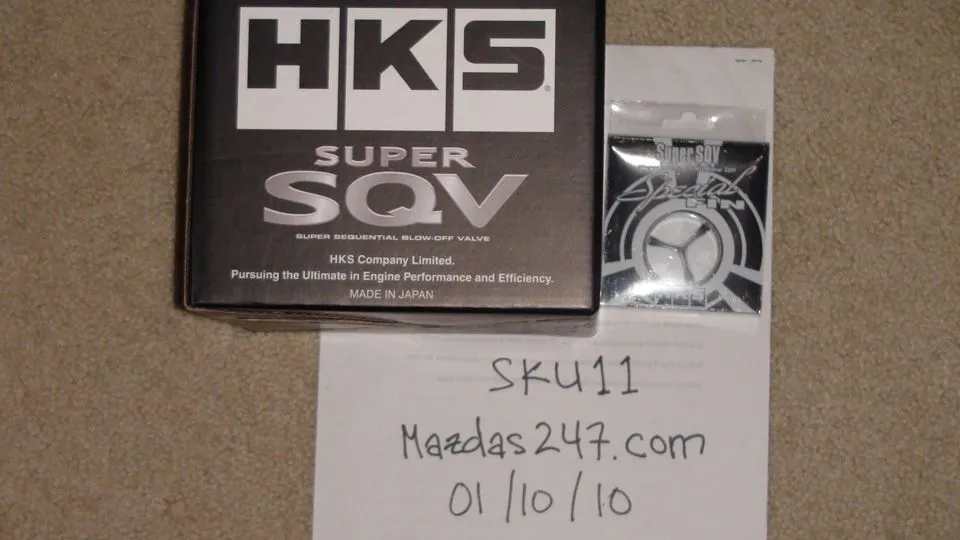 HKS®
SUPER
SQV
SUPER SEQUENTIAL BLOW-OFF VALVE
HKS Company Limited.
Pursuing the Ultimate in Engine Performance and Efficiency.
MADE IN JAPAN
Super SQV
Special
FIN
SKU11
Mazdas247.com
01/10/10